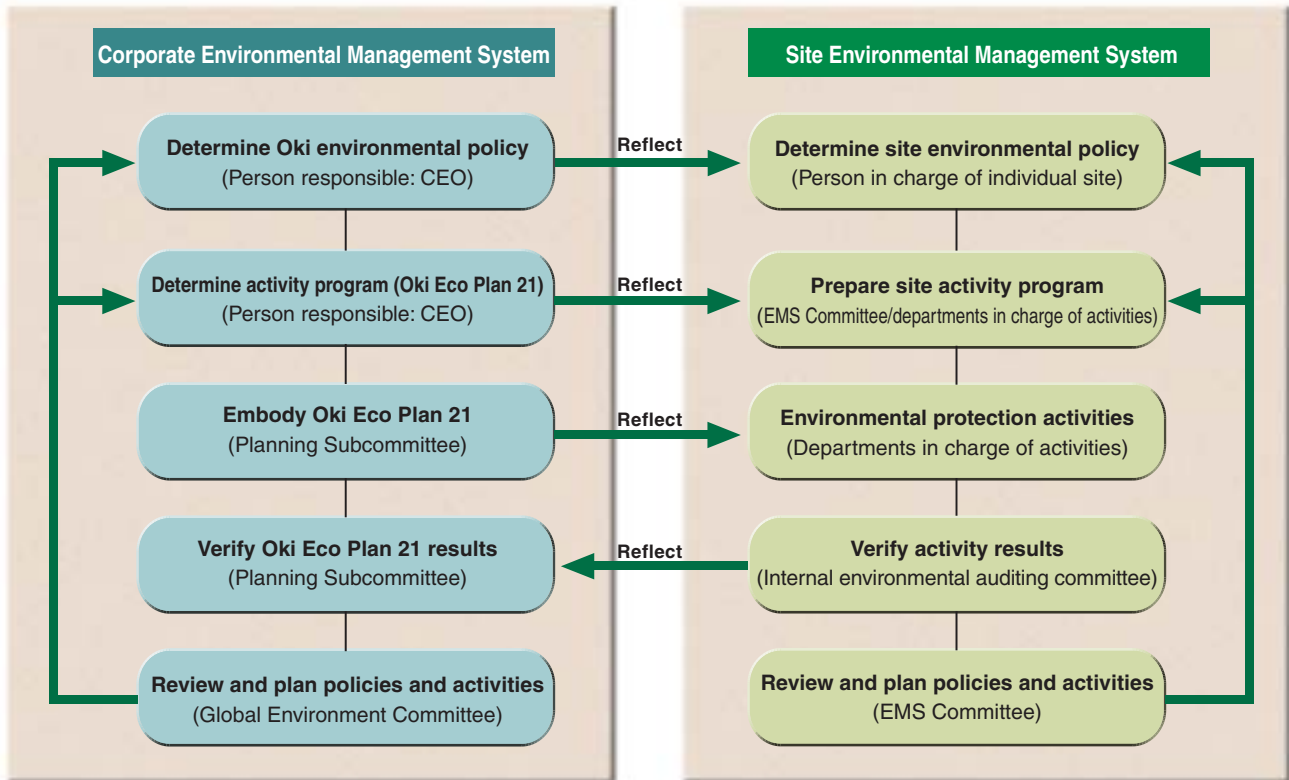 Corporate Environmental Management System
Site Environmental Management System
Determine Oki environmental policy
(Person responsible: CEO)
Reflect
Determine site environmental policy
(Person in charge of individual site)
Determine activity program (Oki Eco Plan 21)
(Person responsible: CEO)
Reflect
Prepare site activity program
(EMS Committee/departments in charge of activities)
Embody Oki Eco Plan 21
(Planning Subcommittee)
Reflect
Environmental protection activities
(Departments in charge of activities)
Verify Oki Eco Plan 21 results
(Planning Subcommittee)
Reflect
Verify activity results
(Internal environmental auditing committee)
Review and plan policies and activities
(Global Environment Committee)
Review and plan policies and activities
(EMS Committee)